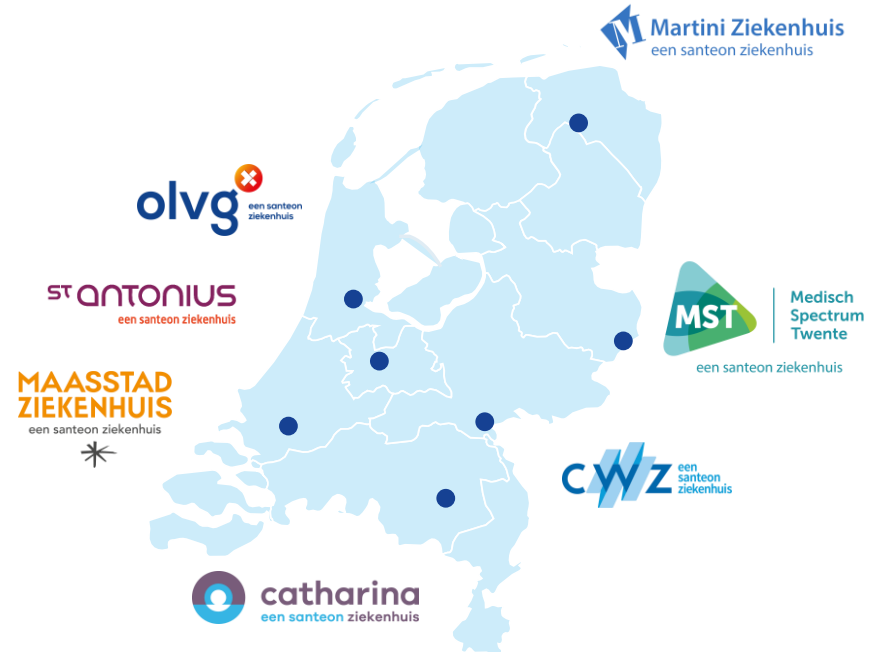 Martini Ziekenhuis
een santeon ziekenhuis
olvg
een santeon
ziekenhuis
ST ANTONIUS
een santeon ziekenhuis
MST
Medisch
Spectrum
Twente
een santeon ziekenhuis
MAASSTAD
ZIEKENHUIS
een santeon ziekenhuis
CWZ
een
santeon
ziekenhuis
catharina
een santeon ziekenhuis